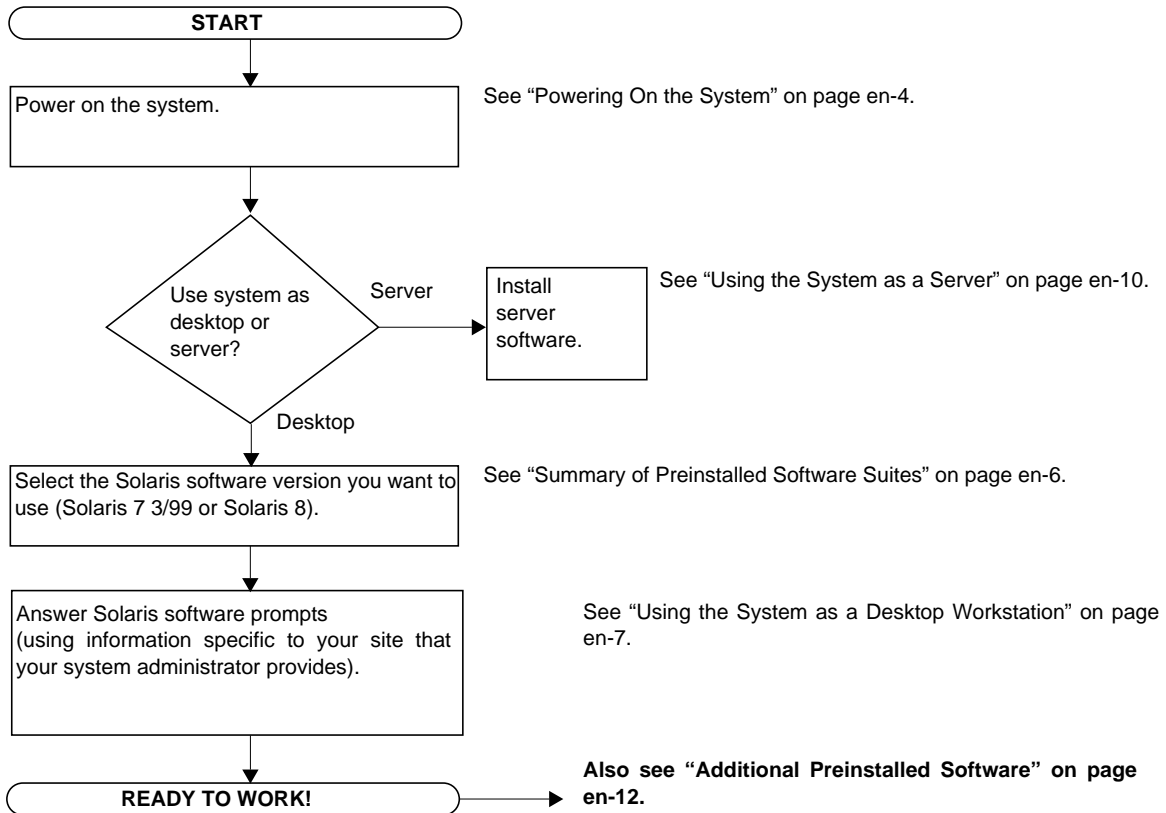 START
Power on the system.
See “Powering On the System” on page en-4.
Use system as
desktop or
server?
Server
Install
server
software.
See “Using the System as a Server” on page en-10.
Desktop
Select the Solaris software version you want to
use (Solaris 7 3/99 or Solaris 8).
See “Summary of Preinstalled Software Suites” on page en-6.
Answer Solaris software prompts
(using information specific to your site that
your system administrator provides).
See “Using the System as a Desktop Workstation” on page
en-7.
READY TO WORK!
Also see “Additional Preinstalled Software” on page
en-12.